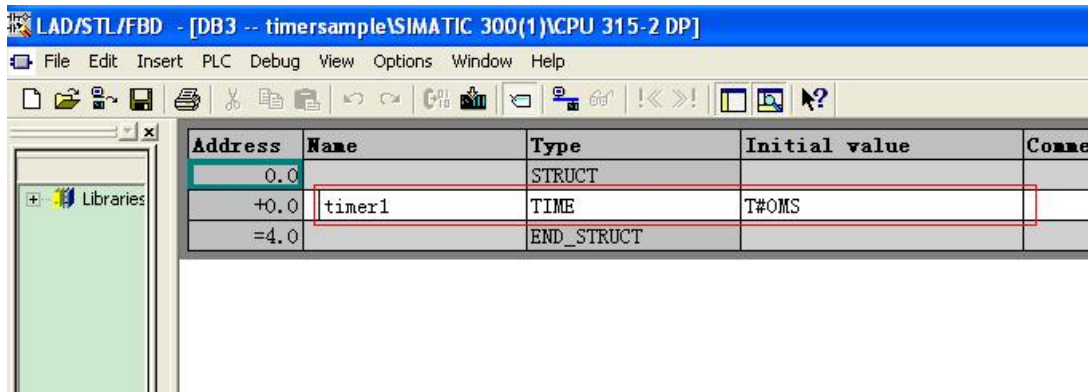 LAD/STL/FBD - [DB3 -- timersample\SIMATIC 300(1)\CPU 315-2 DP]
File Edit Insert PLC Debug View Options Window Help
Address Name Type Initial value Comme
0.0 STRUCT
Libraries
+0.0 timer1 TIME T#0MS
=4.0 END_STRUCT